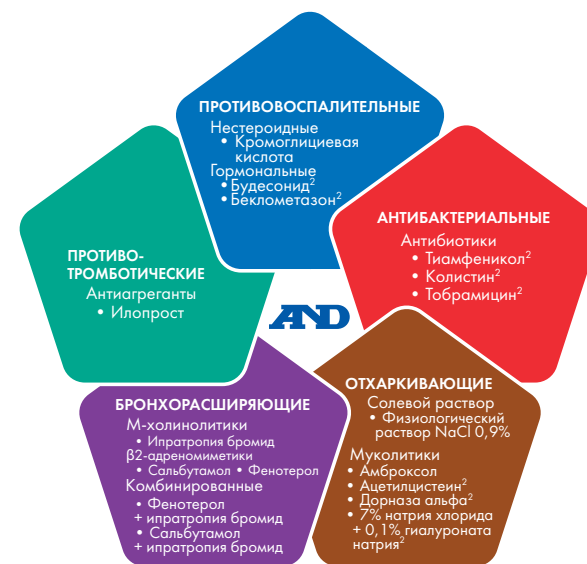 ПРОТИВОВОСПАЛИТЕЛЬНЫЕ
Нестероидные
• Кромоглициевая
кислота
Гормональные
• Будесонид²
• Беклометазон²
АНТИБАКТЕРИАЛЬНЫЕ
Антибиотики
• Тиамфеникол²
• Колистин²
• Тобрамицин²
ПРОТИВО-
ТРОМБОТИЧЕСКИЕ
Антиагреганты
• Илопрост
AND
БРОНХОРАСШИРЯЮЩИЕ
М-холинолитики
• Ипратропия бромид
β2-адреномиметики
• Сальбутамол • Фенотерол
Комбинированные
• Фенотерол
+ ипратропия бромид
• Сальбутамол
+ ипратропия бромид
ОТХАРКИВАЮЩИЕ
Солевой раствор
• Физиологический
раствор NaCl 0,9%
Муколитики
• Амброксол
• Ацетилцистеин²
• Дорназа альфа²
• 7% натрия хлорида
+ 0,1% гиалуроната
натрия²